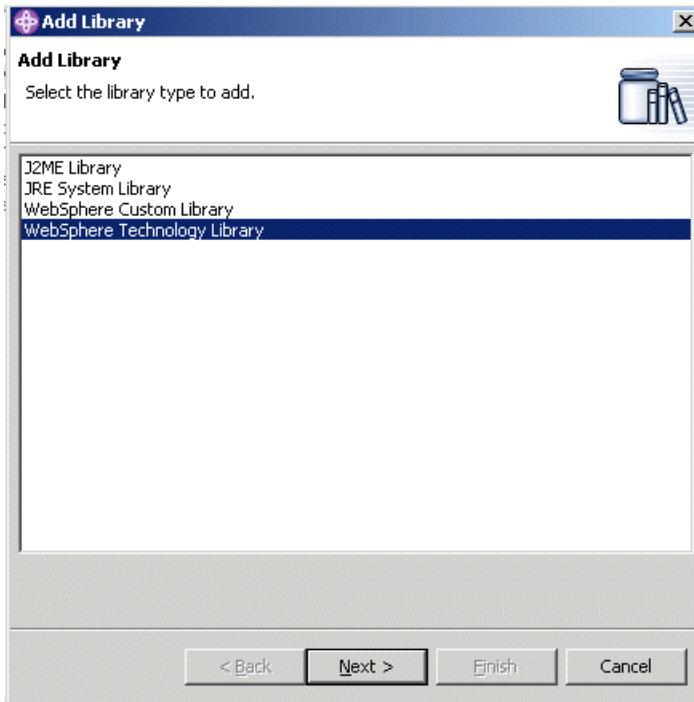 Add Library
Add Library
Select the library type to add.
J2ME Library
JRE System Library
WebSphere Custom Library
WebSphere Technology Library
< Back
Next >
Finish
Cancel